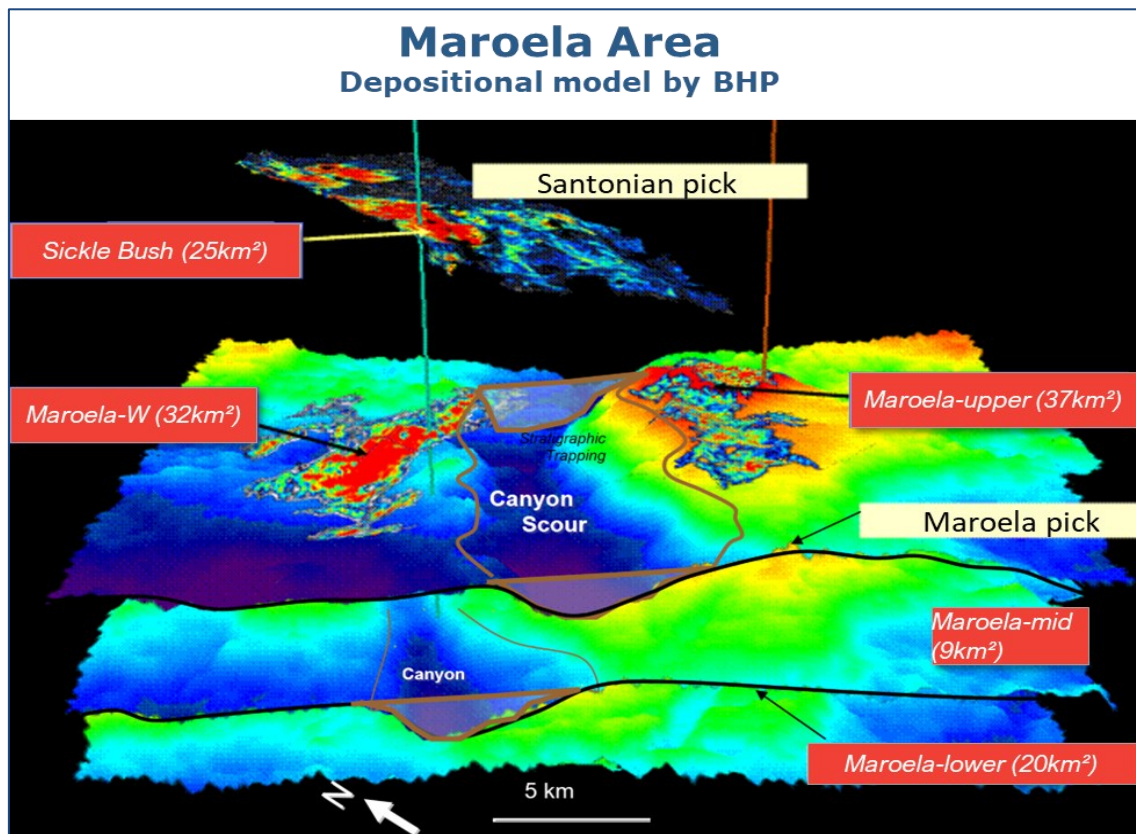 Maroela Area
Depositional model by BHP
Santonian pick
Sickle Bush (25km²)
Maroela-W (32km²)
Maroela-upper (37km²)
Stratigraphic
Trapping
Canyon
Scour
Maroela pick
Maroela-mid
(9km²)
Canyon
Maroela-lower (20km²)
5 km
N